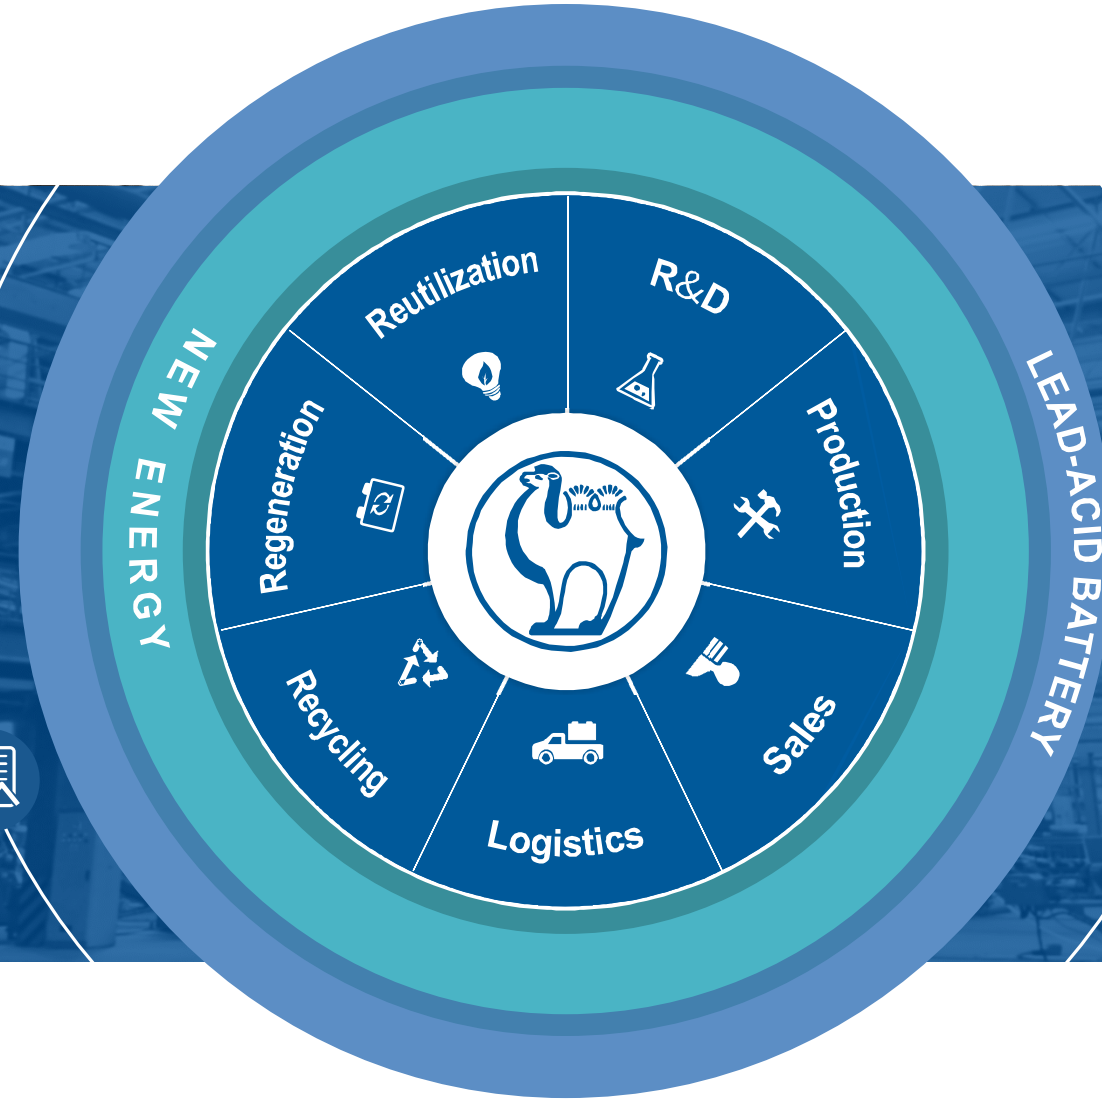 R&D
Production
Sales
Logistics
Recycling
Regeneration
Reutilization
NEW ENERGY
LEAD-ACID BATTERY